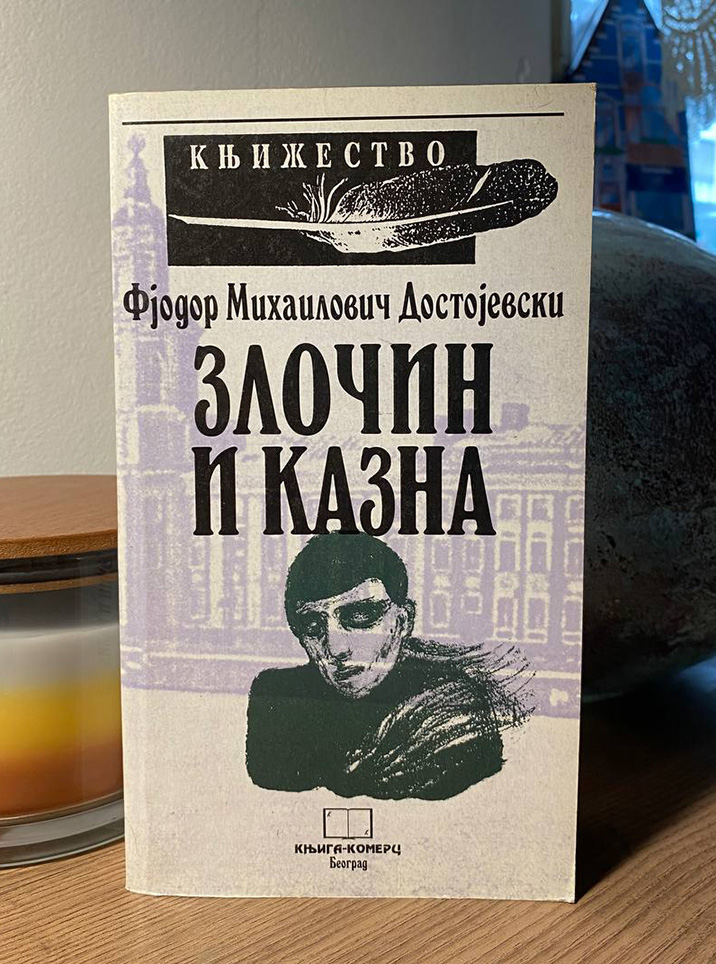 КЊИЖЕСТВО
Фјодор Михаилович Достојевски
ЗЛОЧИН
И КАЗНА
КЊИГА-КОМЕРЦ
Београд